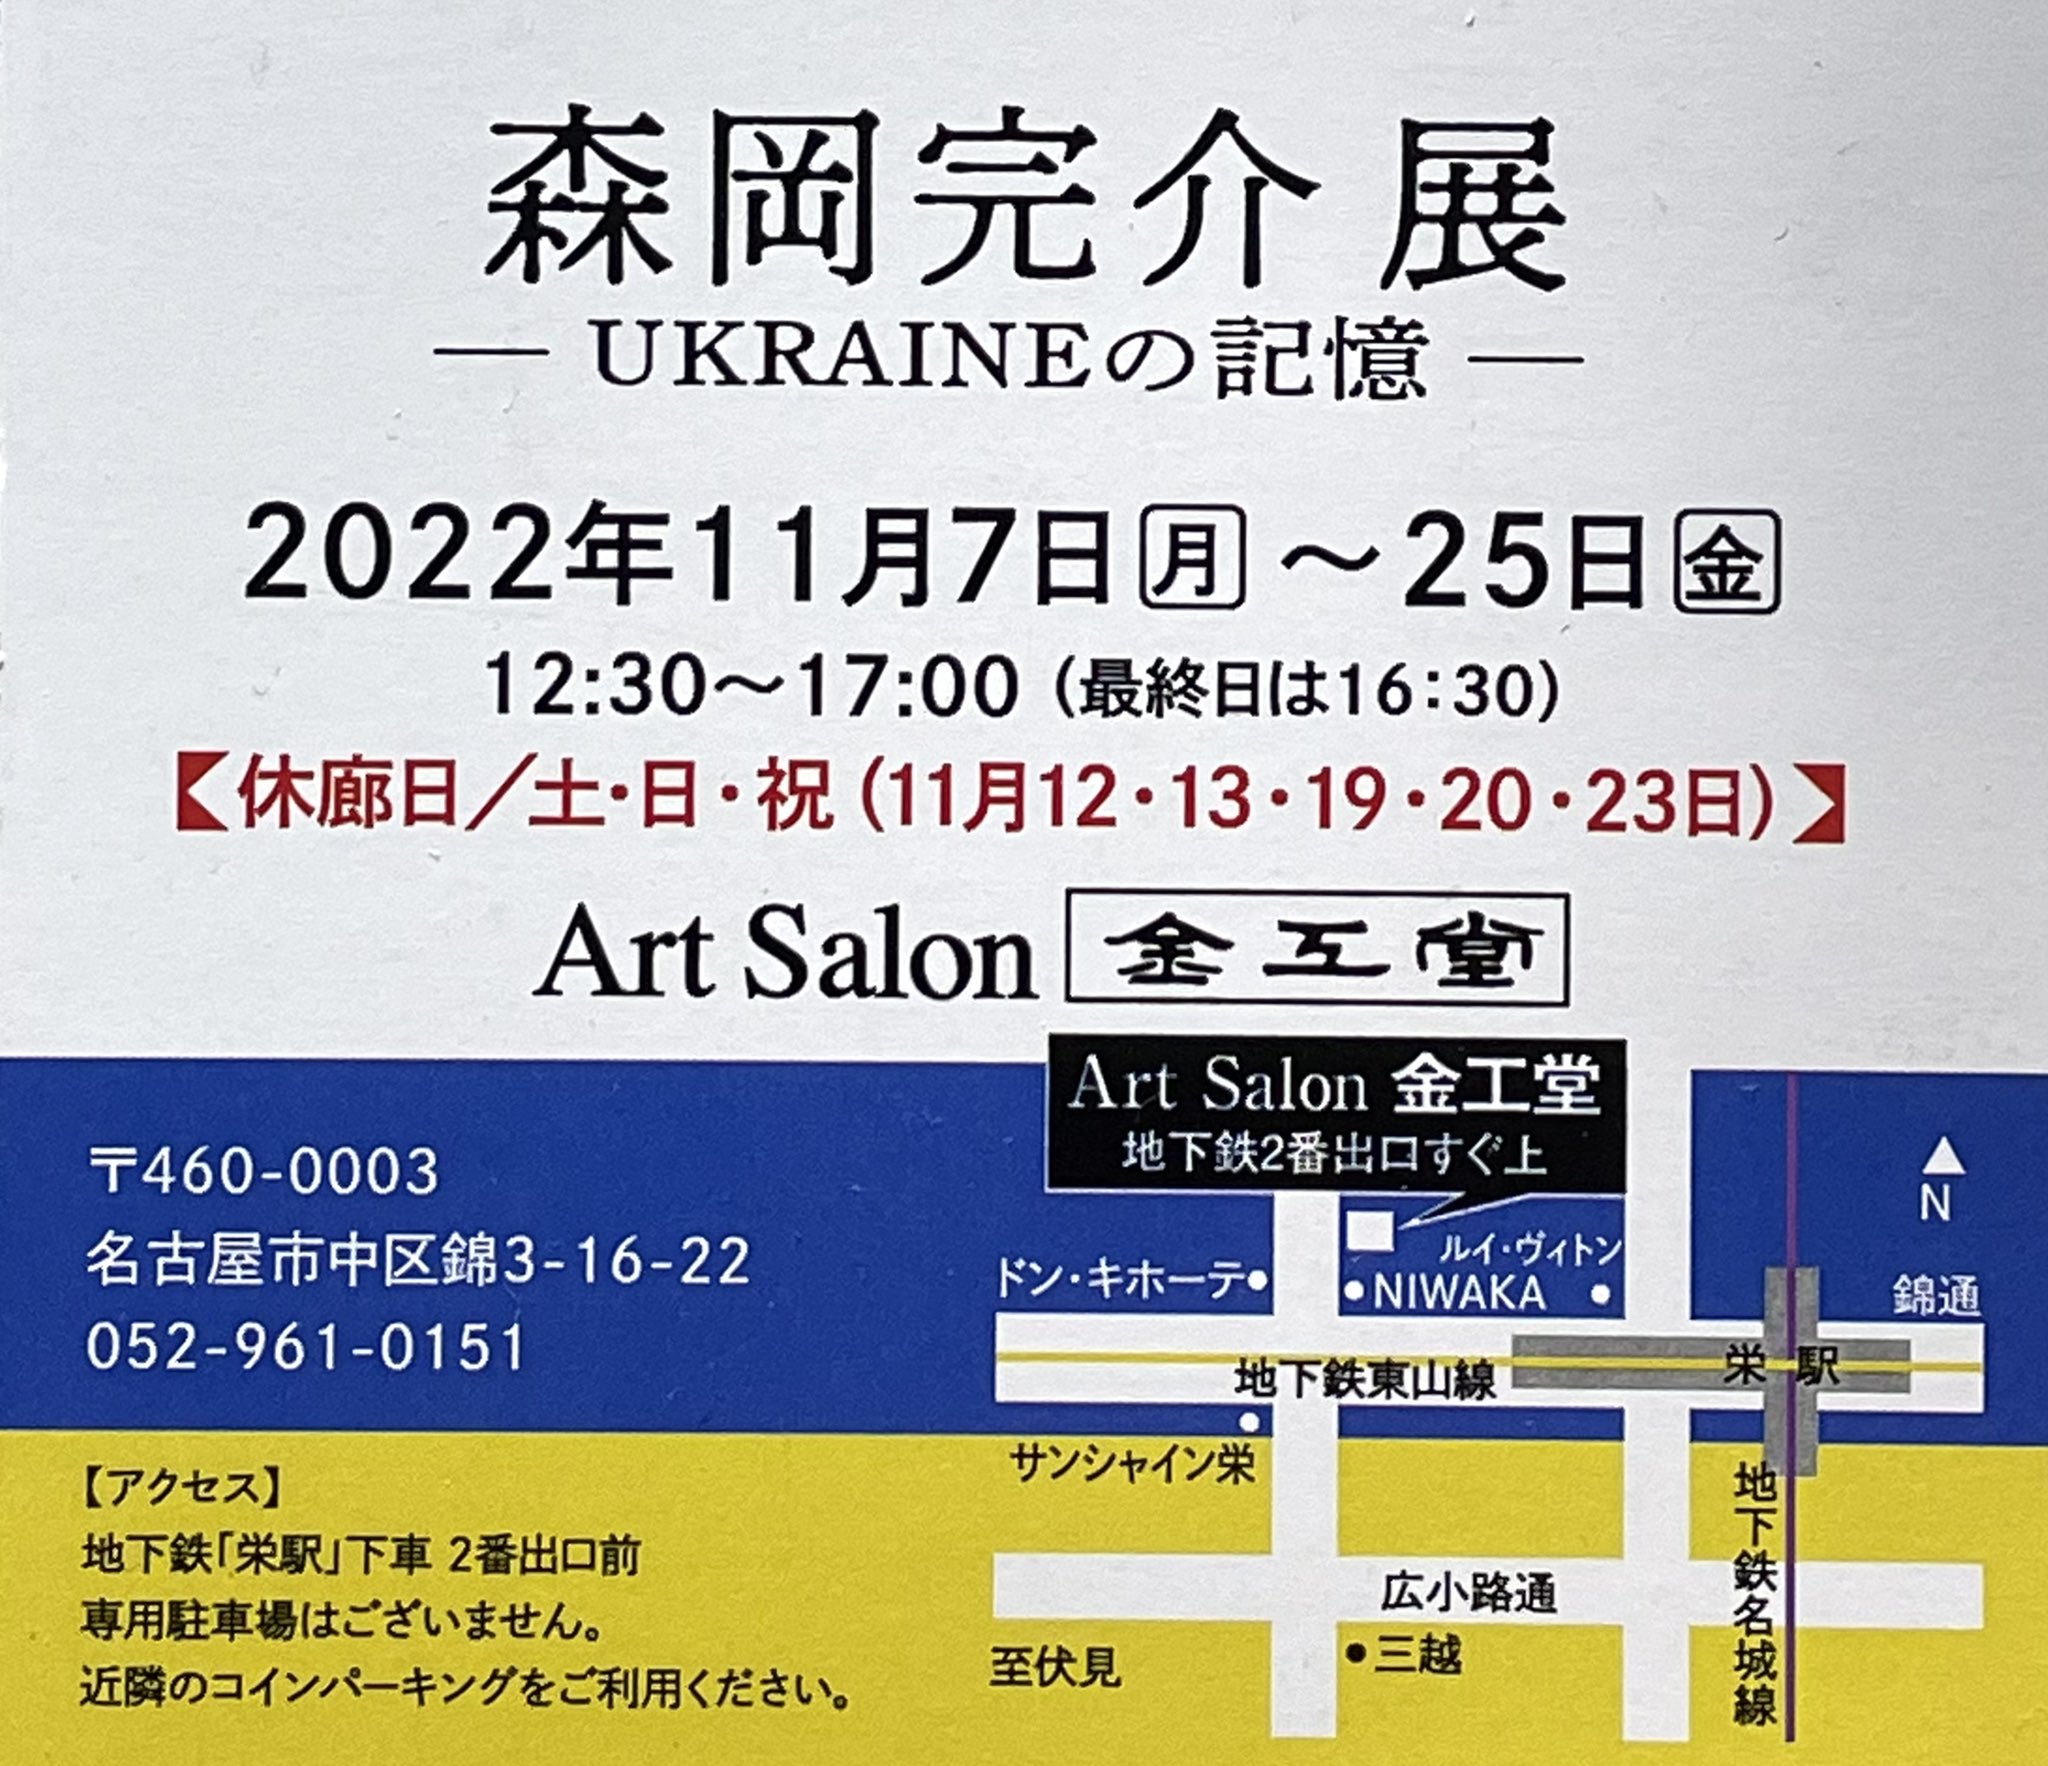 森岡完介 展
— UKRAINEの記憶 —
2022年11月7日月〜25日金
12:30〜17:00（最終日は16:30）
【休廊日／土・日・祝（11月12・13・19・20・23日）】
Art Salon 金工堂
Art Salon 金工堂
地下鉄2番出口すぐ上
〒460-0003
名古屋市中区錦3-16-22
052-961-0151
N
ルイ・ヴィトン
ドン・キホーテ
NIWAKA
錦通
栄 駅
地下鉄東山線
サンシャイン栄
地下鉄名城線
広小路通
三越
至伏見
【アクセス】
地下鉄「栄駅」下車 2番出口前
専用駐車場はございません。
近隣のコインパーキングをご利用ください。